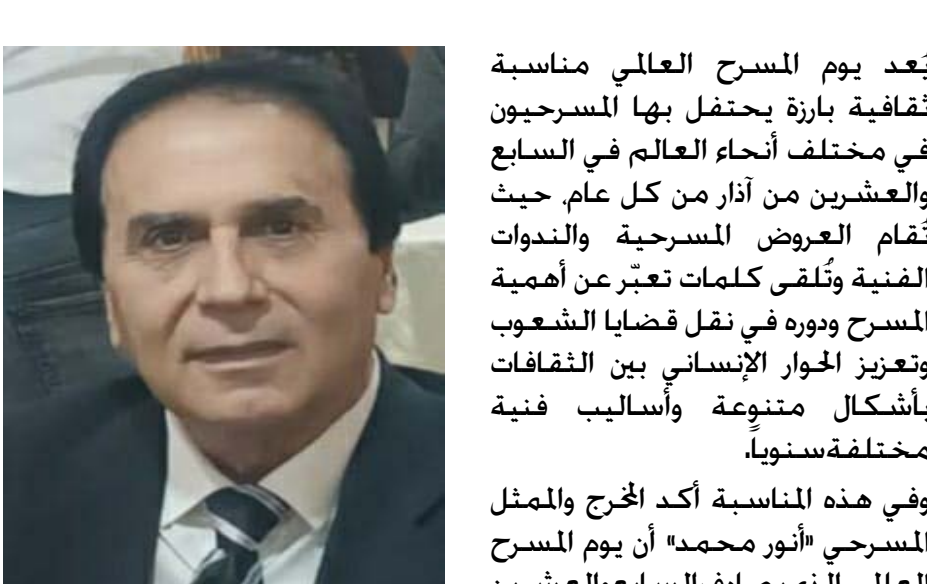 يُعد يوم المسرح العالمي مناسبة
ثقافية بارزة يحتفل بها المسرحيون
في مختلف أنحاء العالم في السابع
والعشرين من آذار من كل عام، حيث
تُقام العروض المسرحية والندوات
الفنية وتُلقى كلمات تعبّر عن أهمية
المسرح ودوره في نقل قضايا الشعوب
وتعزيز الحوار الإنساني بين الثقافات
بأشكال متنوعة وأساليب فنية
مختلفةسنوياً.
وفي هذه المناسبة أكد المخرج والممثل
المسرحي "أنور محمد" أن يوم المسرح